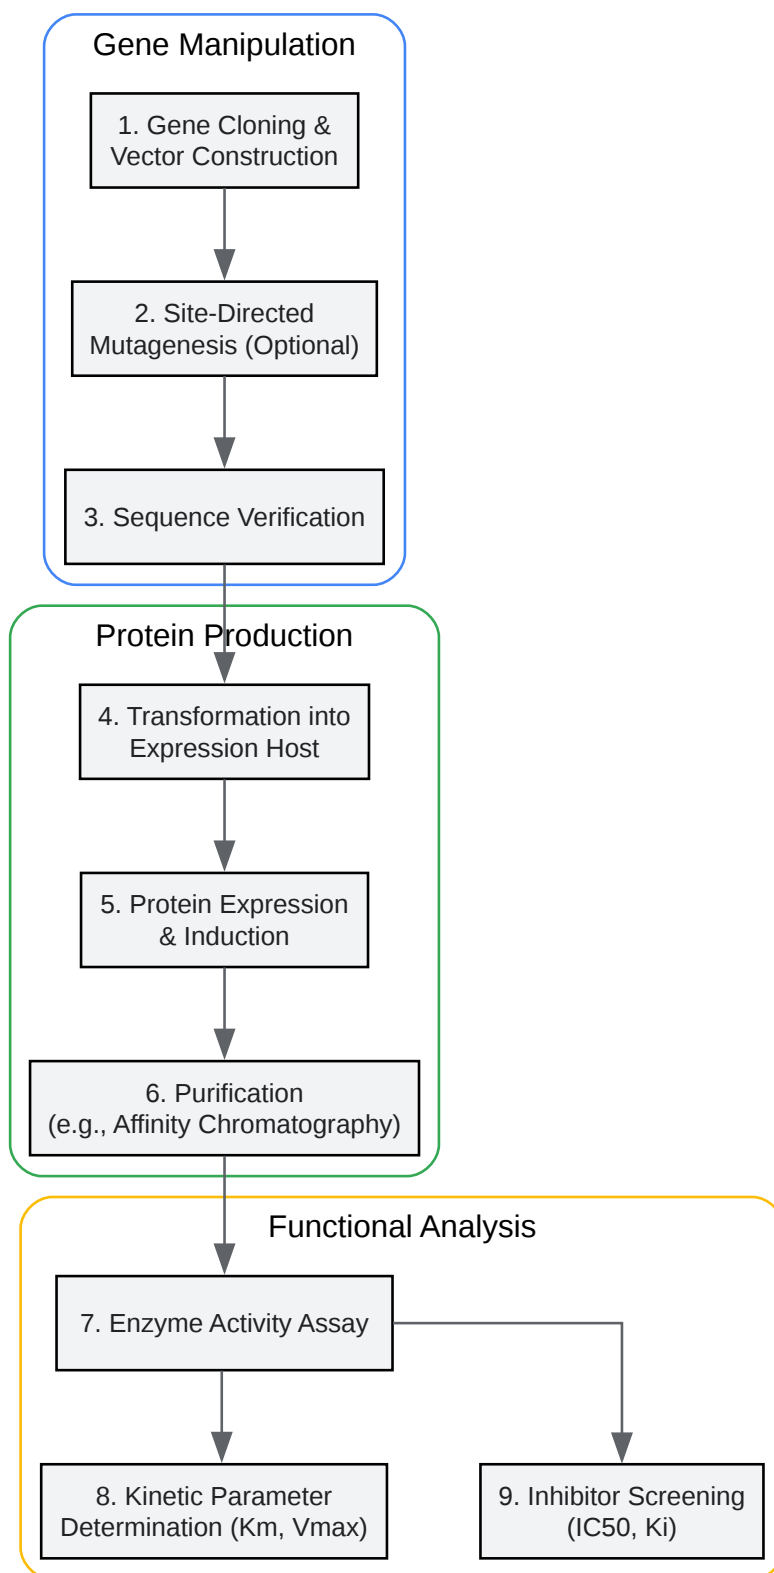 Gene Manipulation
1. Gene Cloning &
Vector Construction
2. Site-Directed
Mutagenesis (Optional)
3. Sequence Verification
Protein Production
4. Transformation into
Expression Host
5. Protein Expression
& Induction
6. Purification
(e.g., Affinity Chromatography)
Functional Analysis
7. Enzyme Activity Assay
8. Kinetic Parameter
Determination (Km, Vmax)
9. Inhibitor Screening
(IC50, Ki)